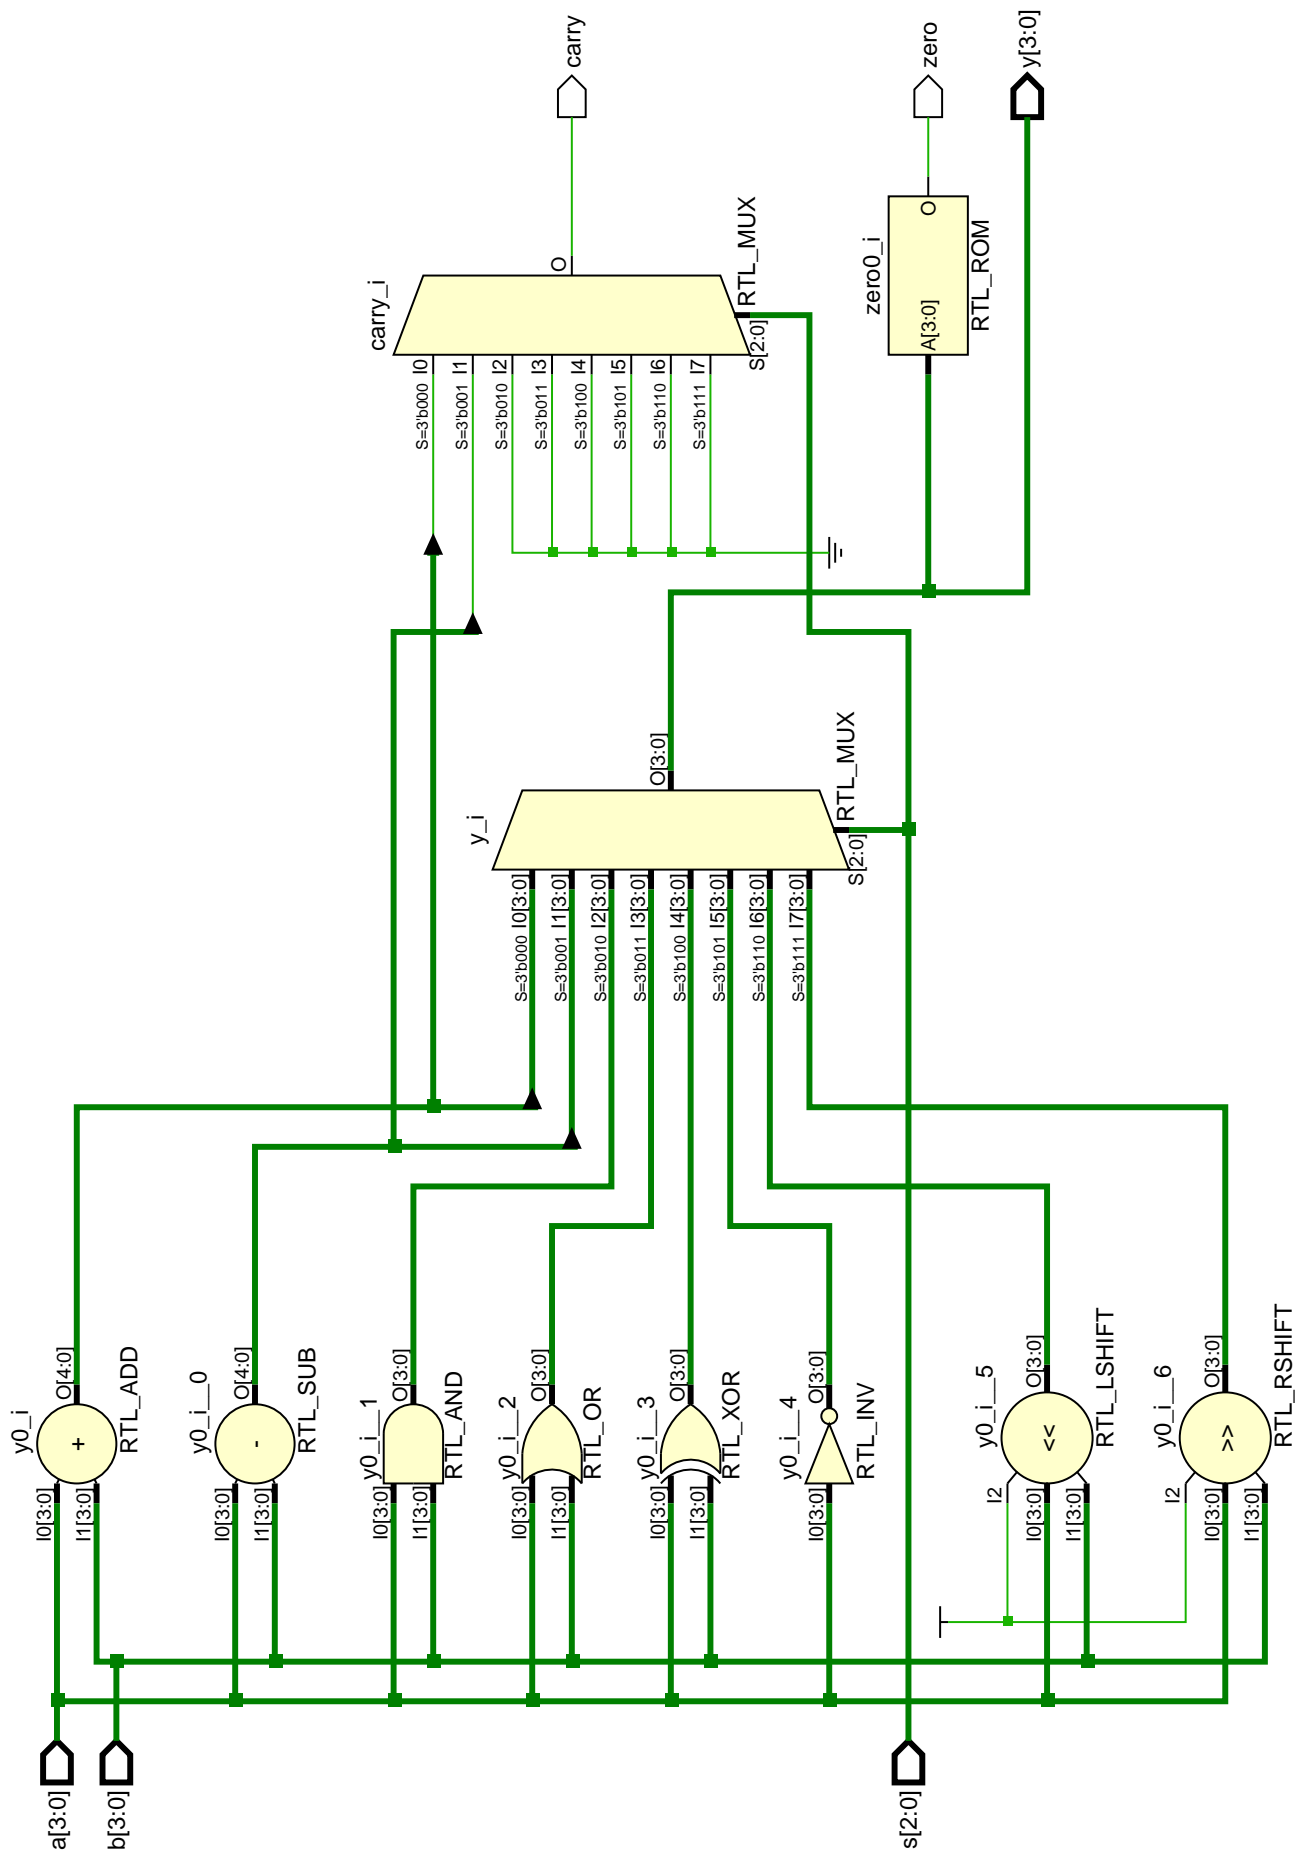 a[3:0]
b[3:0]
s[2:0]
y0_i
I0[3:0]
I1[3:0]
+
O[4:0]
RTL_ADD
y0_i__0
I0[3:0]
I1[3:0]
-
O[4:0]
RTL_SUB
y0_i__1
I0[3:0]
I1[3:0]
O[3:0]
RTL_AND
y0_i__2
I0[3:0]
I1[3:0]
O[3:0]
RTL_OR
y0_i__3
I0[3:0]
I1[3:0]
O[3:0]
RTL_XOR
y0_i__4
I0[3:0]
O[3:0]
RTL_INV
y0_i__5
I2
I0[3:0]
I1[3:0]
<<
O[3:0]
RTL_LSHIFT
y0_i__6
I2
I0[3:0]
I1[3:0]
>>
O[3:0]
RTL_RSHIFT
y_i
S=3'b000 I0[3:0]
S=3'b001 I1[3:0]
S=3'b010 I2[3:0]
S=3'b011 I3[3:0]
S=3'b100 I4[3:0]
S=3'b101 I5[3:0]
S=3'b110 I6[3:0]
S=3'b111 I7[3:0]
S[2:0]
O[3:0]
RTL_MUX
carry_i
S=3'b000 I0
S=3'b001 I1
S=3'b010 I2
S=3'b011 I3
S=3'b100 I4
S=3'b101 I5
S=3'b110 I6
S=3'b111 I7
S[2:0]
O
RTL_MUX
zero0_i
A[3:0]
O
RTL_ROM
carry
zero
y[3:0]